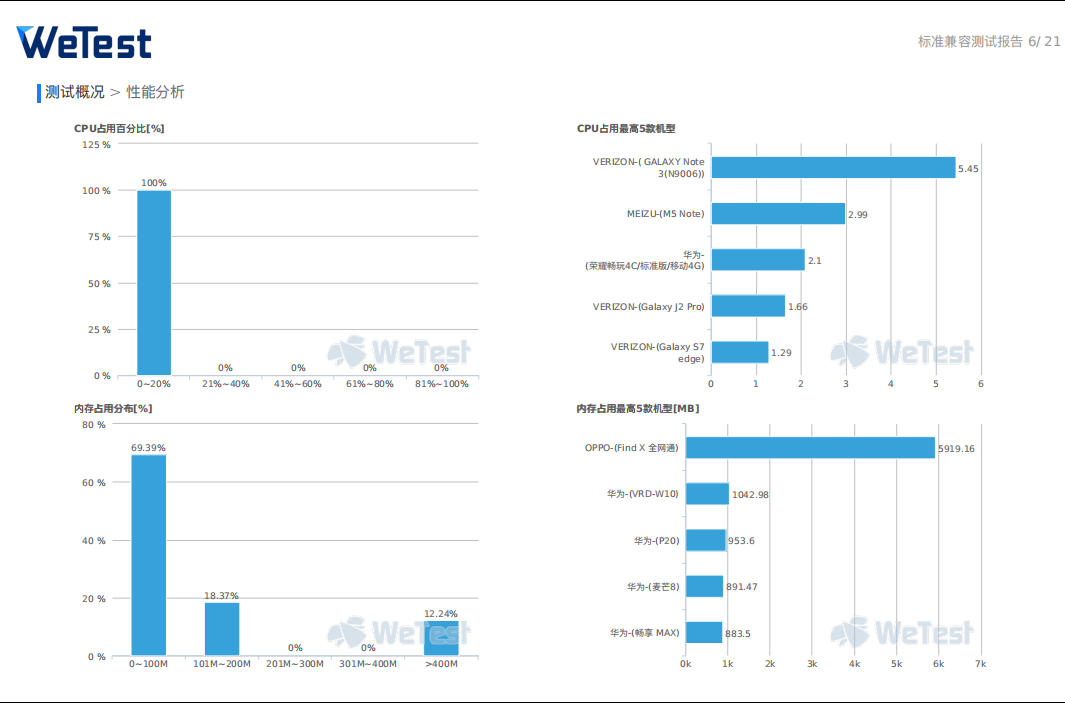 WeTest
标准兼容测试报告 6/ 21
测试概况 > 性能分析
CPU占用百分比[%]
125 %
100 %
75 %
50 %
25 %
0 %
100%
0%
0%
0%
0%
0~20%
21%~40%
41%~60%
61%~80%
81%~100%
WeTest
CPU占用最高5款机型
VERIZON-( GALAXY Note
3(N9006))
5.45
MEIZU-(M5 Note)
2.99
华为-
(荣耀畅玩4C/标准版/移动4G)
2.1
VERIZON-(Galaxy J2 Pro)
1.66
VERIZON-(Galaxy S7
edge)
1.29
0
1
2
3
4
5
6
WeTest
内存占用分布[%]
80 %
60 %
40 %
20 %
0 %
69.39%
18.37%
0%
0%
12.24%
0~100M
101M~200M
201M~300M
301M~400M
>400M
WeTest
内存占用最高5款机型[MB]
OPPO-(Find X 全网通)
5919.16
华为-(VRD-W10)
1042.98
华为-(P20)
953.6
华为-(麦芒8)
891.47
华为-(畅享 MAX)
883.5
0k
1k
2k
3k
4k
5k
6k
7k
WeTest